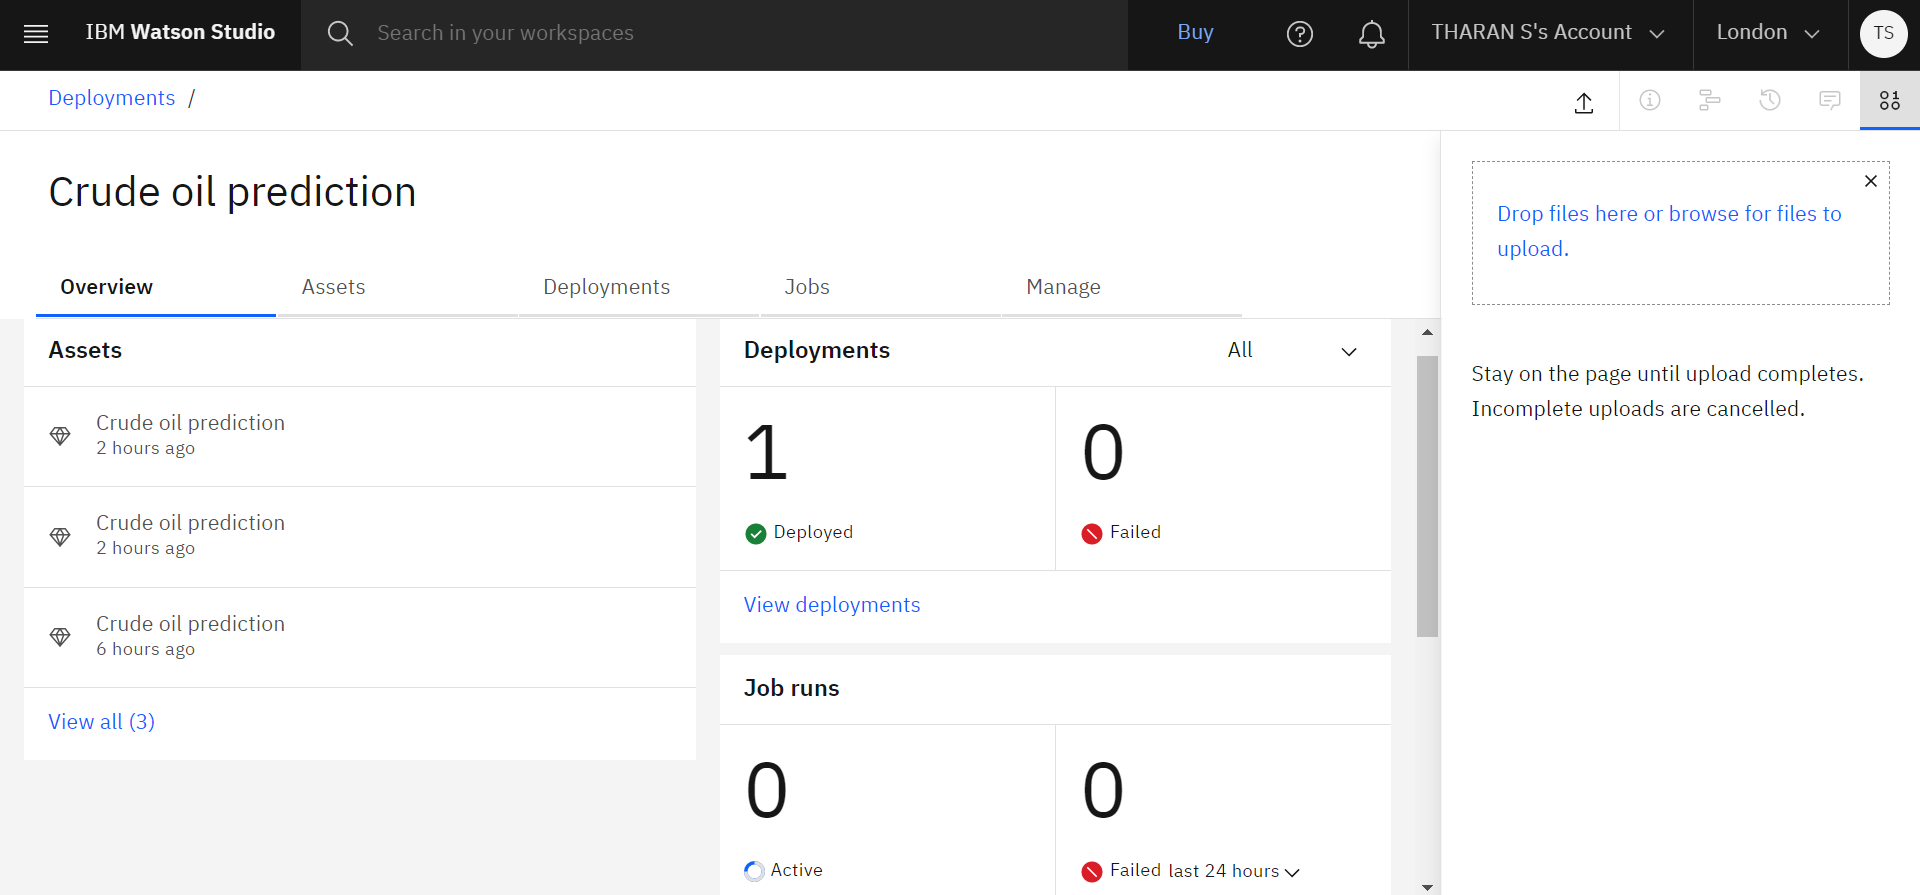 IBM Watson Studio
Search in your workspaces
Buy
THARAN S's Account
London
TS
Deployments /
Crude oil prediction
Overview
Assets
Deployments
Jobs
Manage
Assets
Crude oil prediction
2 hours ago
Crude oil prediction
2 hours ago
Crude oil prediction
6 hours ago
View all (3)
Deployments
All
1
Deployed
0
Failed
View deployments
Job runs
0
Active
0
Failed last 24 hours
Drop files here or browse for files to
upload.
Stay on the page until upload completes.
Incomplete uploads are cancelled.